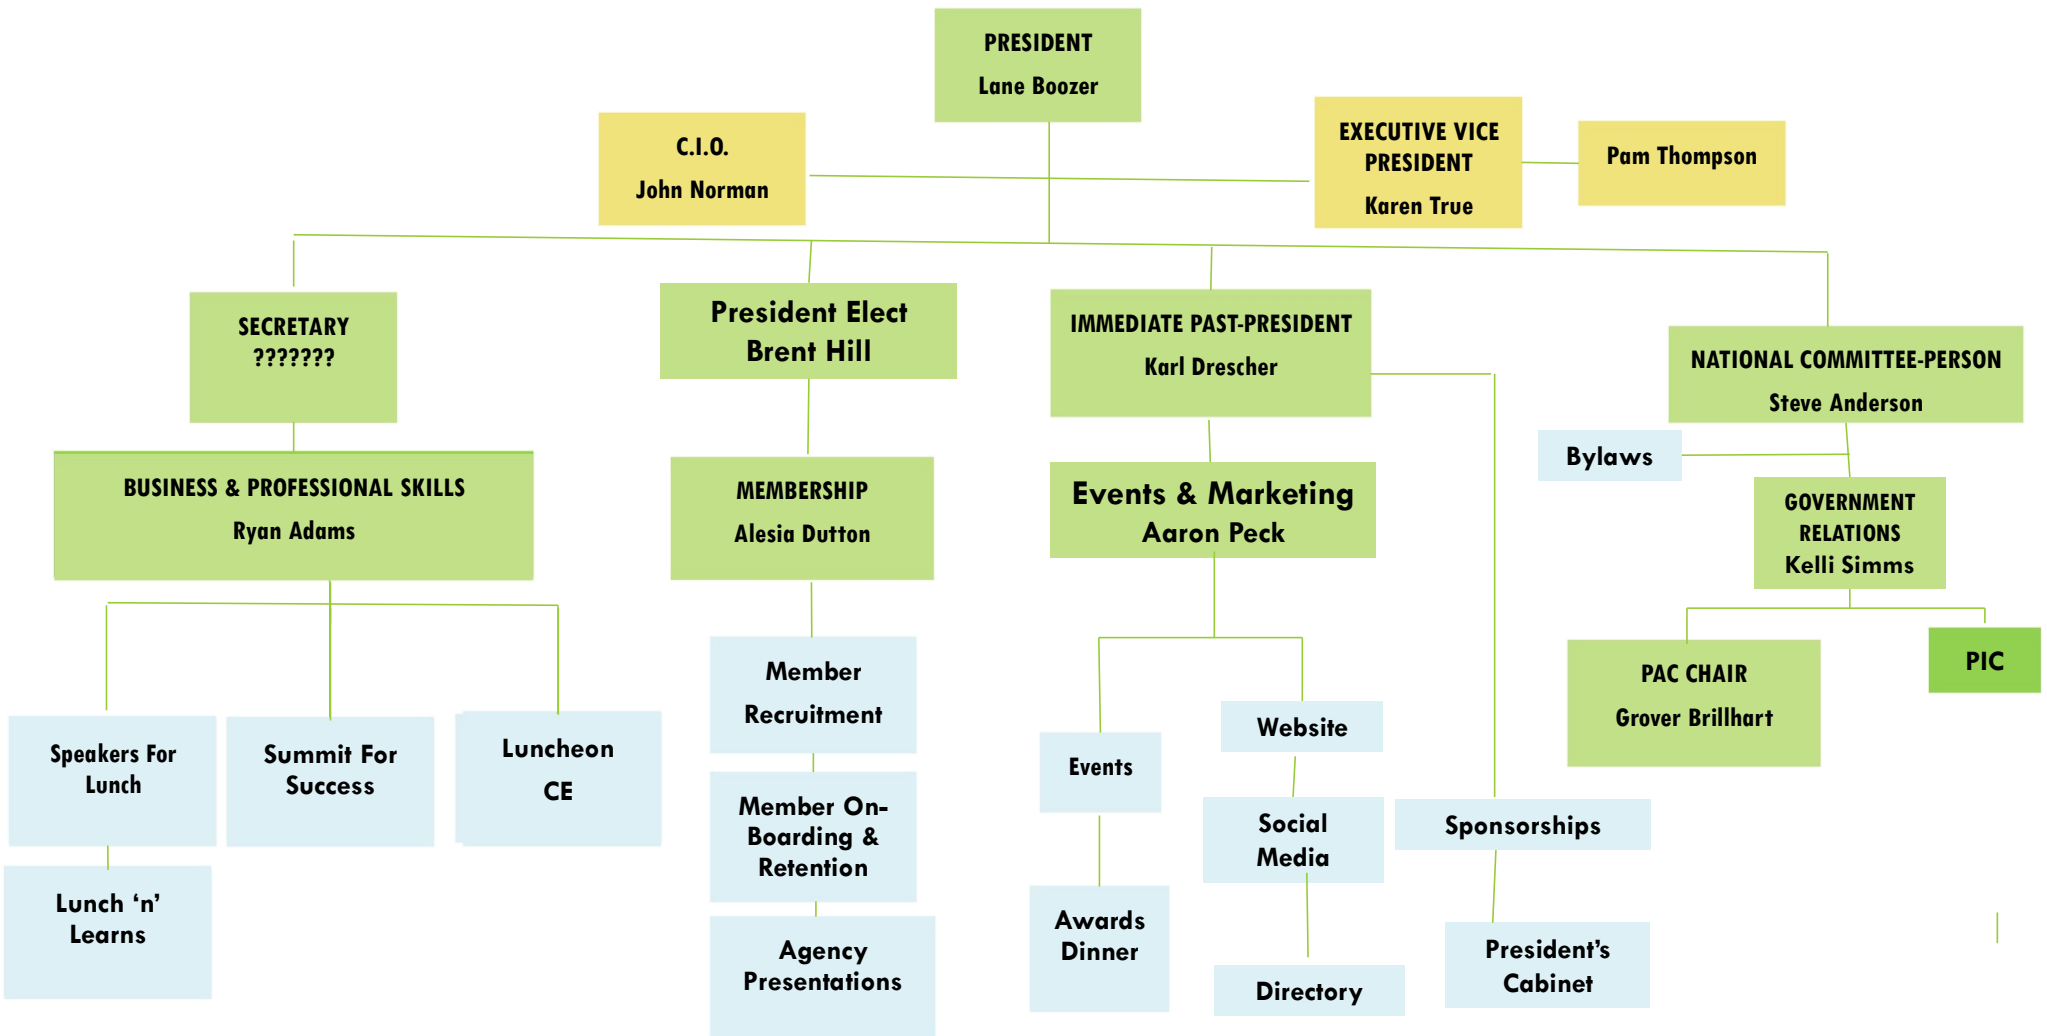 PRESIDENT
Lane Boozer
C.I.O.
John Norman
EXECUTIVE VICE
PRESIDENT
Karen True
Pam Thompson
SECRETARY
???????
President Elect
Brent Hill
IMMEDIATE PAST-PRESIDENT
Karl Drescher
NATIONAL COMMITTEE-PERSON
Steve Anderson
Bylaws
BUSINESS & PROFESSIONAL SKILLS
Ryan Adams
MEMBERSHIP
Alesia Dutton
Events & Marketing
Aaron Peck
GOVERNMENT
RELATIONS
Kelli Simms
PAC CHAIR
Grover Brillhart
PIC
Speakers For
Lunch
Summit For
Success
Luncheon
CE
Member
Recruitment
Events
Website
Member On-
Boarding &
Retention
Social
Media
Sponsorships
Lunch ‘n’
Learns
Agency
Presentations
Awards
Dinner
Directory
President’s
Cabinet